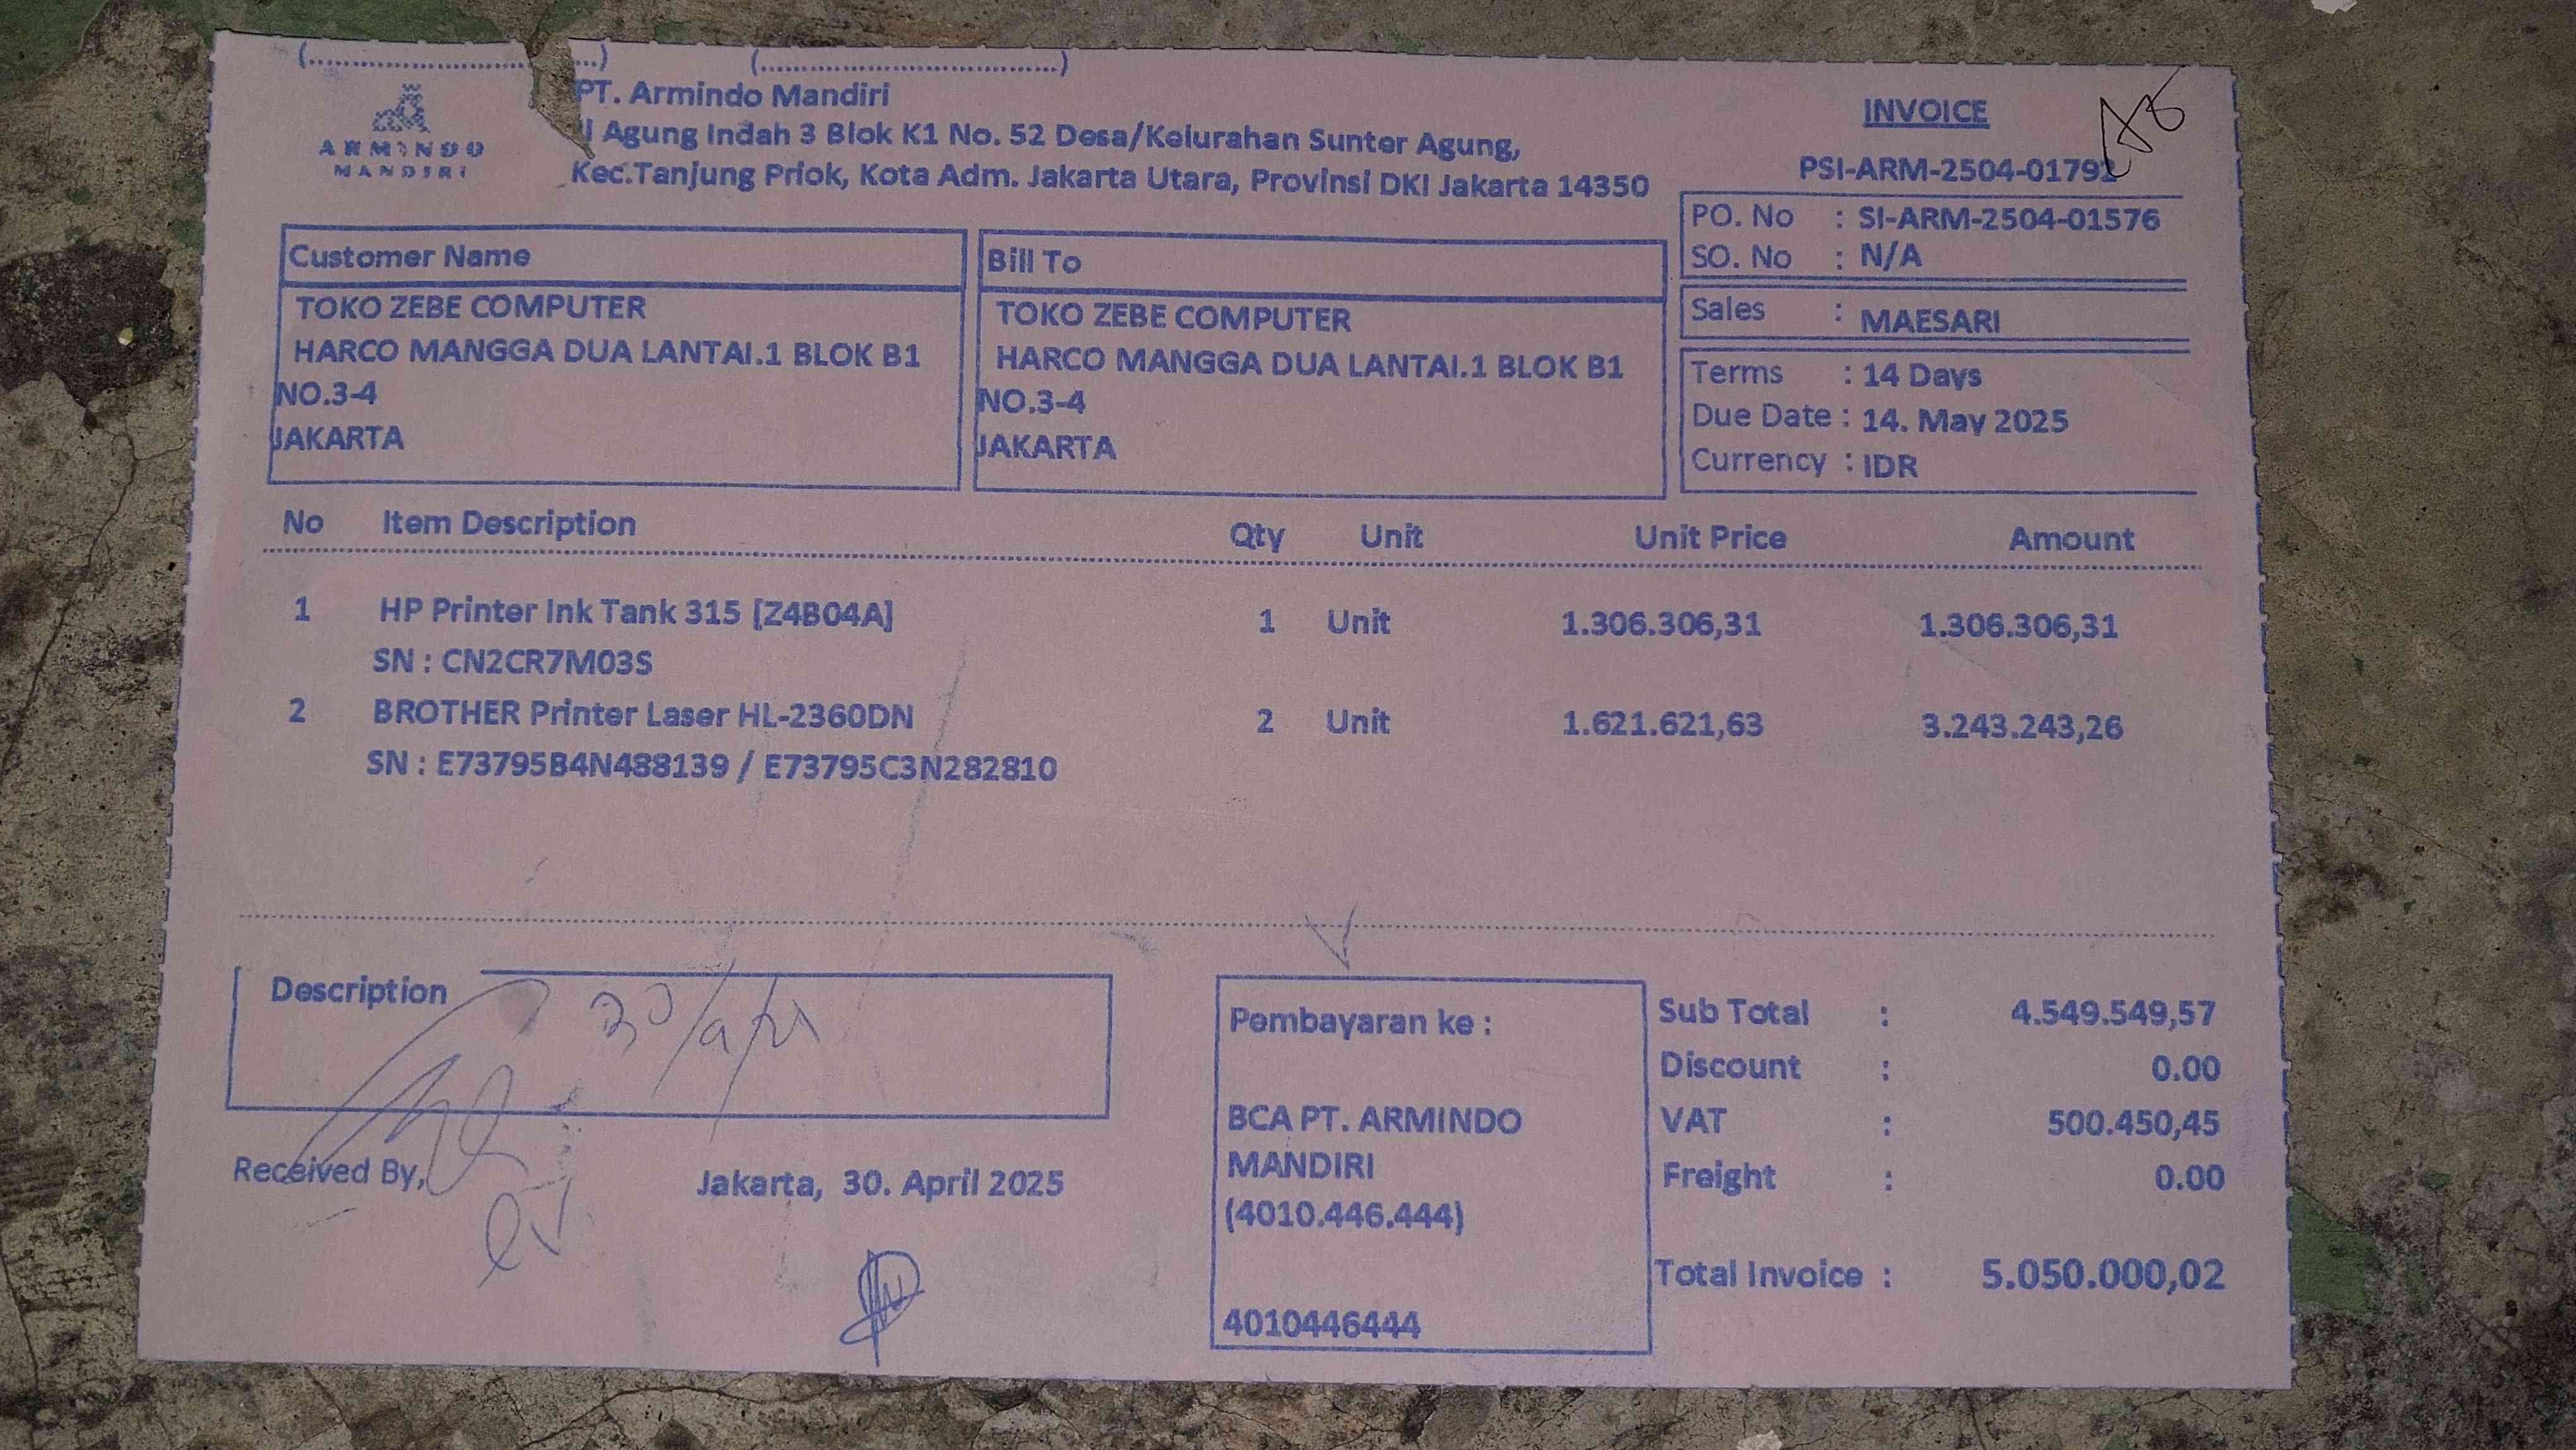 (..............................)
(..............................)
ARMINDO
MANDIRI
PT. Armindo Mandiri
Agung Indah 3 Blok K1 No. 52 Desa/Kelurahan Sunter Agung,
Kec.Tanjung Priok, Kota Adm. Jakarta Utara, Provinsi DKI Jakarta 14350
INVOICE
PSI-ARM-2504-01792
PO. No : SI-ARM-2504-01576
SO. No : N/A
Sales : MAESARI
Terms : 14 Days
Due Date : 14. May 2025
Currency : IDR
Customer Name
TOKO ZEBE COMPUTER
HARCO MANGGA DUA LANTAI.1 BLOK B1
NO.3-4
JAKARTA
Bill To
TOKO ZEBE COMPUTER
HARCO MANGGA DUA LANTAI.1 BLOK B1
NO.3-4
JAKARTA
No Item Description Qty Unit Unit Price Amount
1 HP Printer Ink Tank 315 [Z4B04A] 1 Unit 1.306.306,31 1.306.306,31
SN : CN2CR7M03S
2 BROTHER Printer Laser HL-2360DN 2 Unit 1.621.621,63 3.243.243,26
SN : E73795B4N488139 / E73795C3N282810
Description
Received By,
Jakarta, 30. April 2025
Pembayaran ke :
BCA PT. ARMINDO
MANDIRI
(4010.446.444)
4010446444
Sub Total : 4.549.549,57
Discount : 0.00
VAT : 500.450,45
Freight : 0.00
Total Invoice : 5.050.000,02